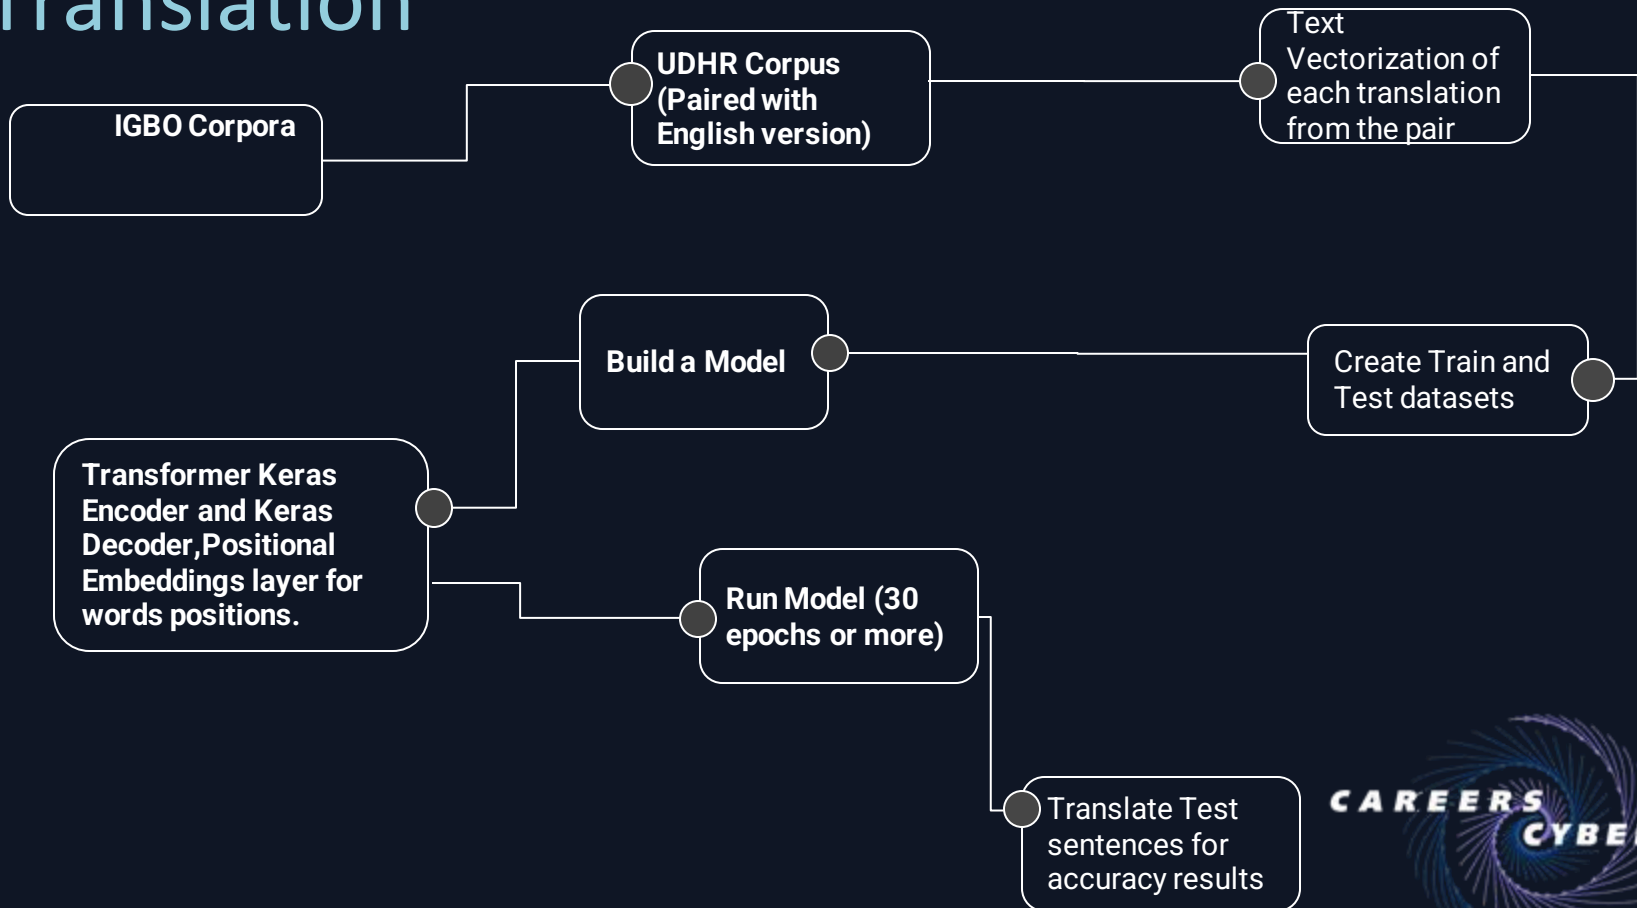 Translation
IGBO Corpora
UDHR Corpus
(Paired with
English version)
Text
Vectorization of
each translation
from the pair
Create Train and
Test datasets
Build a Model
Transformer Keras
Encoder and Keras
Decoder,Positional
Embeddings layer for
words positions.
Run Model (30
epochs or more)
Translate Test
sentences for
accuracy results
CAREERS
CYBE